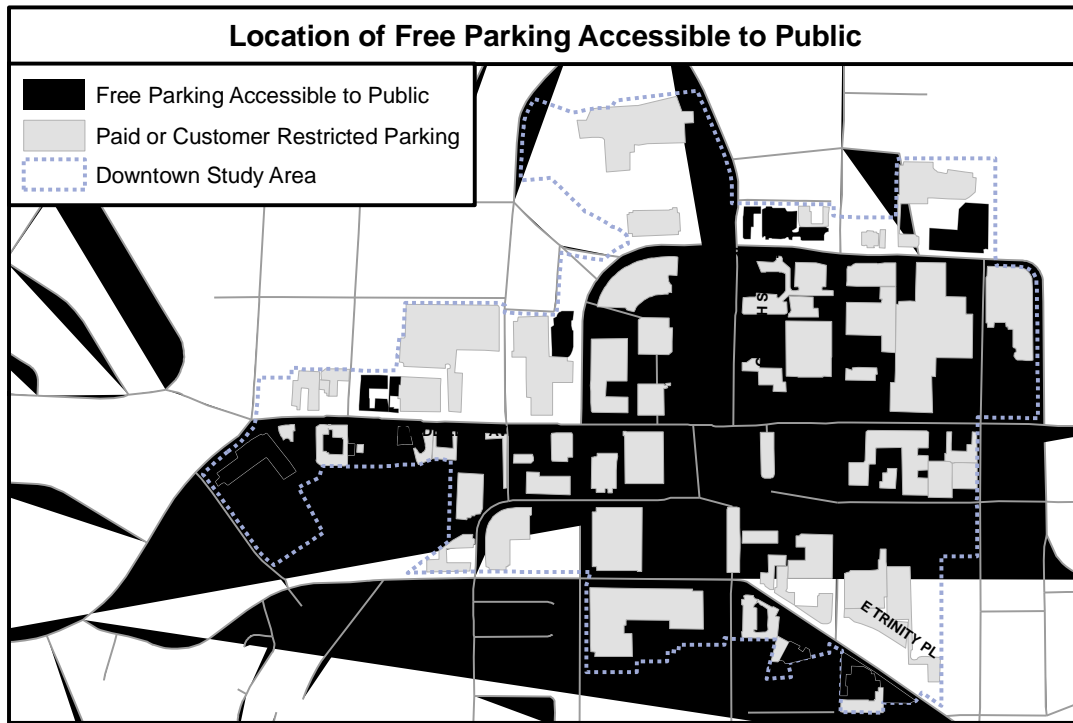 Location of Free Parking Accessible to Public
Free Parking Accessible to Public
Paid or Customer Restricted Parking
Downtown Study Area
E TRINITY PL